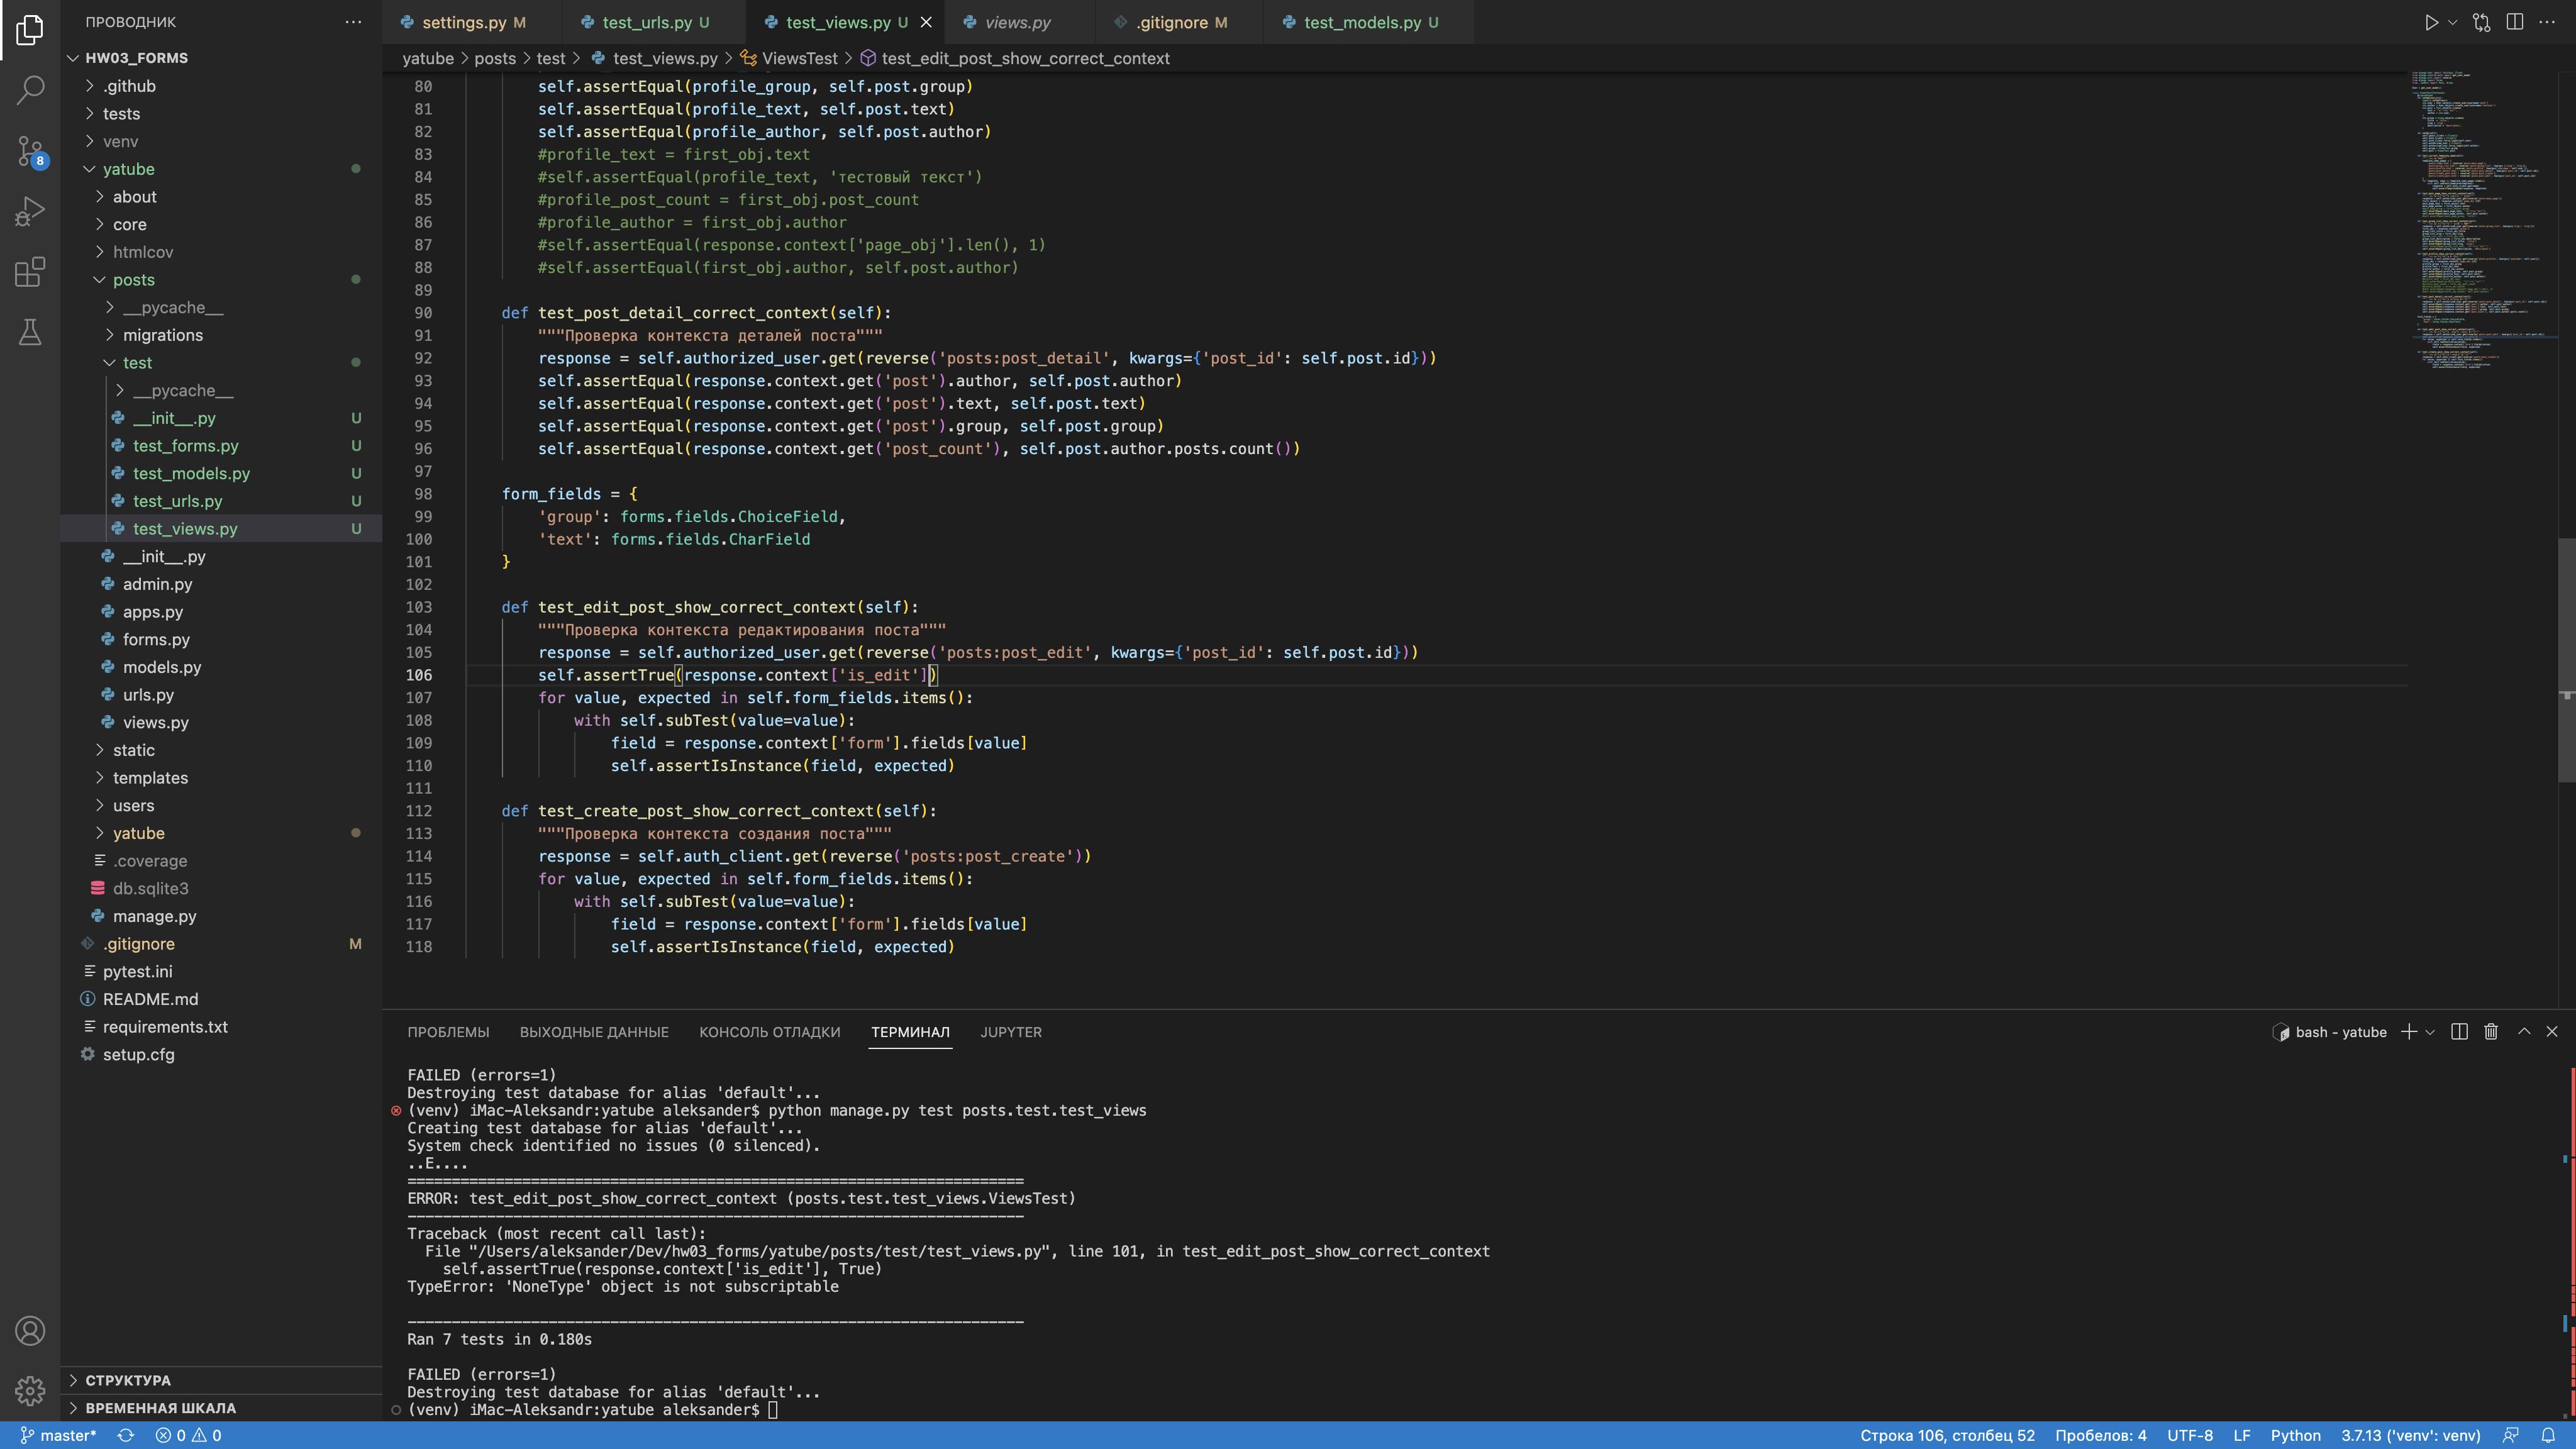 ПРОВОДНИК
settings.py M
test_urls.py U
test_views.py U
views.py
.gitignore M
test_models.py U
yatube > posts > test > test_views.py > ViewsTest > test_edit_post_show_correct_context
HW03_FORMS
.github
tests
venv
yatube
about
core
htmlcov
posts
__pycache__
migrations
test
__pycache__
__init__.py U
test_forms.py U
test_models.py U
test_urls.py U
test_views.py U
__init__.py
admin.py
apps.py
forms.py
models.py
urls.py
views.py
static
templates
users
yatube
.coverage
db.sqlite3
manage.py
.gitignore M
pytest.ini
README.md
requirements.txt
setup.cfg
СТРУКТУРА
ВРЕМЕННАЯ ШКАЛА
8
80 self.assertEqual(profile_group, self.post.group)
81 self.assertEqual(profile_text, self.post.text)
82 self.assertEqual(profile_author, self.post.author)
83 #profile_text = first_obj.text
84 #self.assertEqual(profile_text, 'тестовый текст')
85 #profile_post_count = first_obj.post_count
86 #profile_author = first_obj.author
87 #self.assertEqual(response.context['page_obj'].len(), 1)
88 #self.assertEqual(first_obj.author, self.post.author)
89
90 def test_post_detail_correct_context(self):
91 """Проверка контекста деталей поста"""
92 response = self.authorized_user.get(reverse('posts:post_detail', kwargs={'post_id': self.post.id}))
93 self.assertEqual(response.context.get('post').author, self.post.author)
94 self.assertEqual(response.context.get('post').text, self.post.text)
95 self.assertEqual(response.context.get('post').group, self.post.group)
96 self.assertEqual(response.context.get('post_count'), self.post.author.posts.count())
97
98 form_fields = {
99 'group': forms.fields.ChoiceField,
100 'text': forms.fields.CharField
101 }
102
103 def test_edit_post_show_correct_context(self):
104 """Проверка контекста редактирования поста"""
105 response = self.authorized_user.get(reverse('posts:post_edit', kwargs={'post_id': self.post.id}))
106 self.assertTrue(response.context['is_edit'])
107 for value, expected in self.form_fields.items():
108 with self.subTest(value=value):
109 field = response.context['form'].fields[value]
110 self.assertIsInstance(field, expected)
111
112 def test_create_post_show_correct_context(self):
113 """Проверка контекста создания поста"""
114 response = self.auth_client.get(reverse('posts:post_create'))
115 for value, expected in self.form_fields.items():
116 with self.subTest(value=value):
117 field = response.context['form'].fields[value]
118 self.assertIsInstance(field, expected)
ПРОБЛЕМЫ ВЫХОДНЫЕ ДАННЫЕ КОНСОЛЬ ОТЛАДКИ ТЕРМИНАЛ JUPYTER
bash - yatube
FAILED (errors=1)
Destroying test database for alias 'default'...
(venv) iMac-Aleksandr:yatube aleksander$ python manage.py test posts.test.test_views
Creating test database for alias 'default'...
System check identified no issues (0 silenced).
..E....
======================================================================
ERROR: test_edit_post_show_correct_context (posts.test.test_views.ViewsTest)
----------------------------------------------------------------------
Traceback (most recent call last):
File "/Users/aleksander/Dev/hw03_forms/yatube/posts/test/test_views.py", line 101, in test_edit_post_show_correct_context
self.assertTrue(response.context['is_edit'], True)
TypeError: 'NoneType' object is not subscriptable
----------------------------------------------------------------------
Ran 7 tests in 0.180s
FAILED (errors=1)
Destroying test database for alias 'default'...
(venv) iMac-Aleksandr:yatube aleksander$
master* 0 0
Строка 106, столбец 52 Пробелов: 4 UTF-8 LF Python 3.7.13 ('venv': venv)